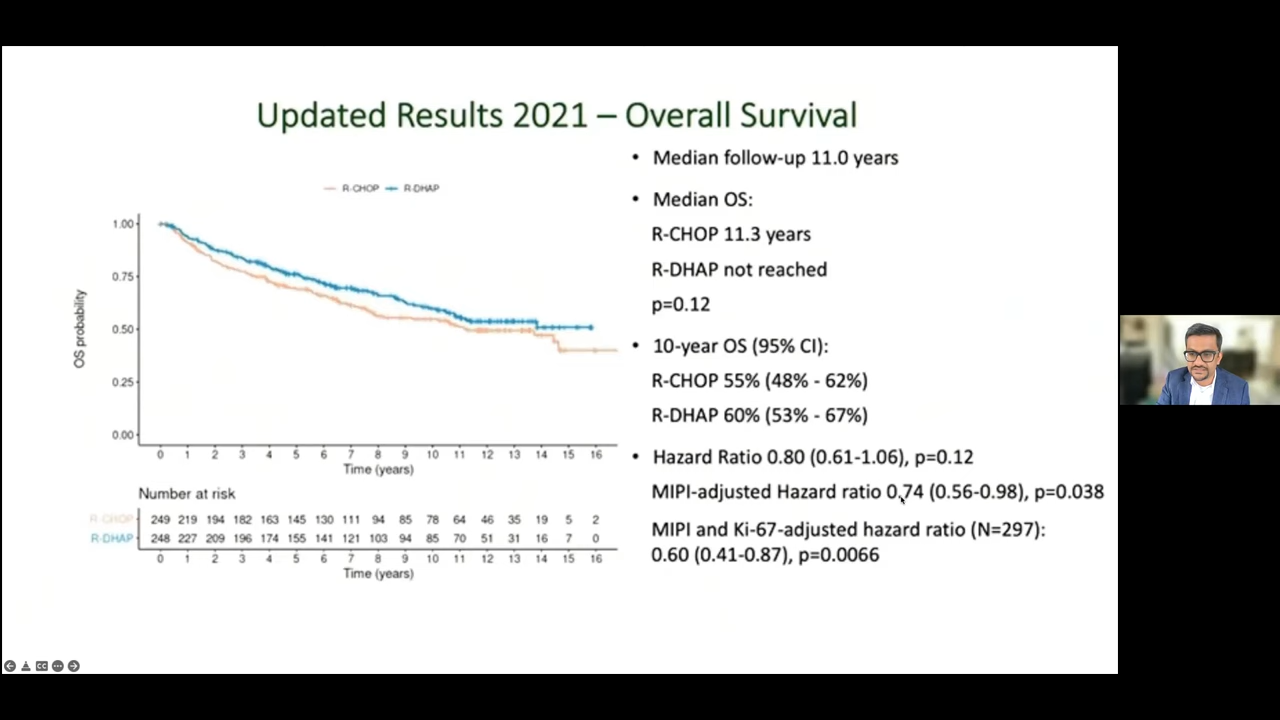 Updated Results 2021 – Overall Survival
R-CHOP R-DHAP
1.00
0.75
0.50
0.25
0.00
OS probability
0 1 2 3 4 5 6 7 8 9 10 11 12 13 14 15 16
Time (years)
Number at risk
R-CHOP 249 219 194 182 163 145 130 111 94 85 78 64 46 35 19 5 2
R-DHAP 248 227 209 196 174 155 141 121 103 94 85 70 51 31 16 7 0
0 1 2 3 4 5 6 7 8 9 10 11 12 13 14 15 16
Time (years)
• Median follow-up 11.0 years
• Median OS:
R-CHOP 11.3 years
R-DHAP not reached
p=0.12
• 10-year OS (95% CI):
R-CHOP 55% (48% - 62%)
R-DHAP 60% (53% - 67%)
• Hazard Ratio 0.80 (0.61-1.06), p=0.12
MIPI-adjusted Hazard ratio 0.74 (0.56-0.98), p=0.038
MIPI and Ki-67-adjusted hazard ratio (N=297):
0.60 (0.41-0.87), p=0.0066
CC